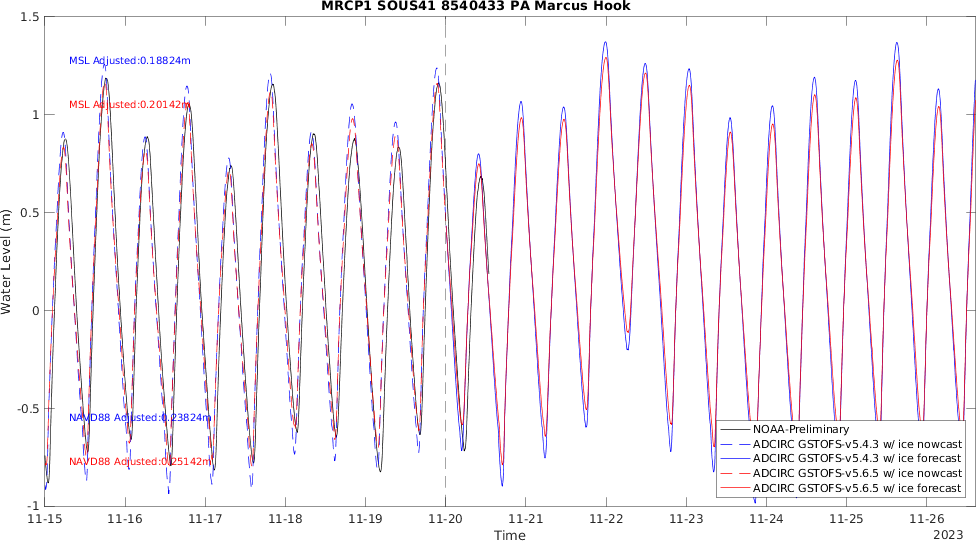 MRCP1 SOUS41 8540433 PA Marcus Hook
1.5
1
0.5
0
-0.5
-1
Water Level (m)
MSL Adjusted:0.18824m
MSL Adjusted:0.20142m
NAVD88 Adjusted:0.23824m
NAVD88 Adjusted:0.25142m
NOAA-Preliminary
ADCIRC GSTOFS-v5.4.3 w/ ice nowcast
ADCIRC GSTOFS-v5.4.3 w/ ice forecast
ADCIRC GSTOFS-v5.6.5 w/ ice nowcast
ADCIRC GSTOFS-v5.6.5 w/ ice forecast
11-15 11-16 11-17 11-18 11-19 11-20 11-21 11-22 11-23 11-24 11-25 11-26
Time
2023